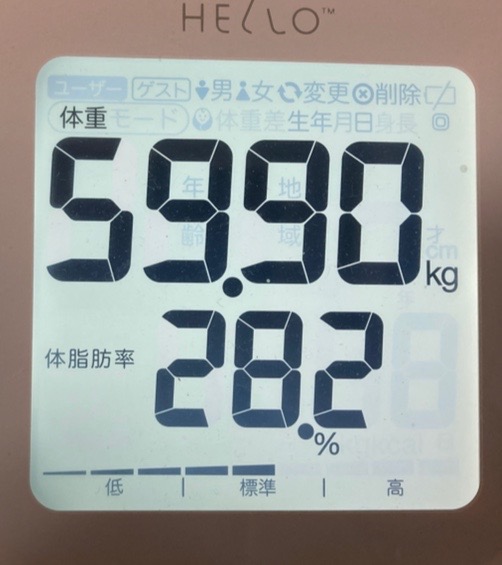 HELLO™
ユーザー ゲスト 男 女 変更 削除
体重 モード 体重差 生年月日 身長
年齢 地域 才
59.90 kg
cm
体脂肪率 28.2 %
低 | 標準 | 高